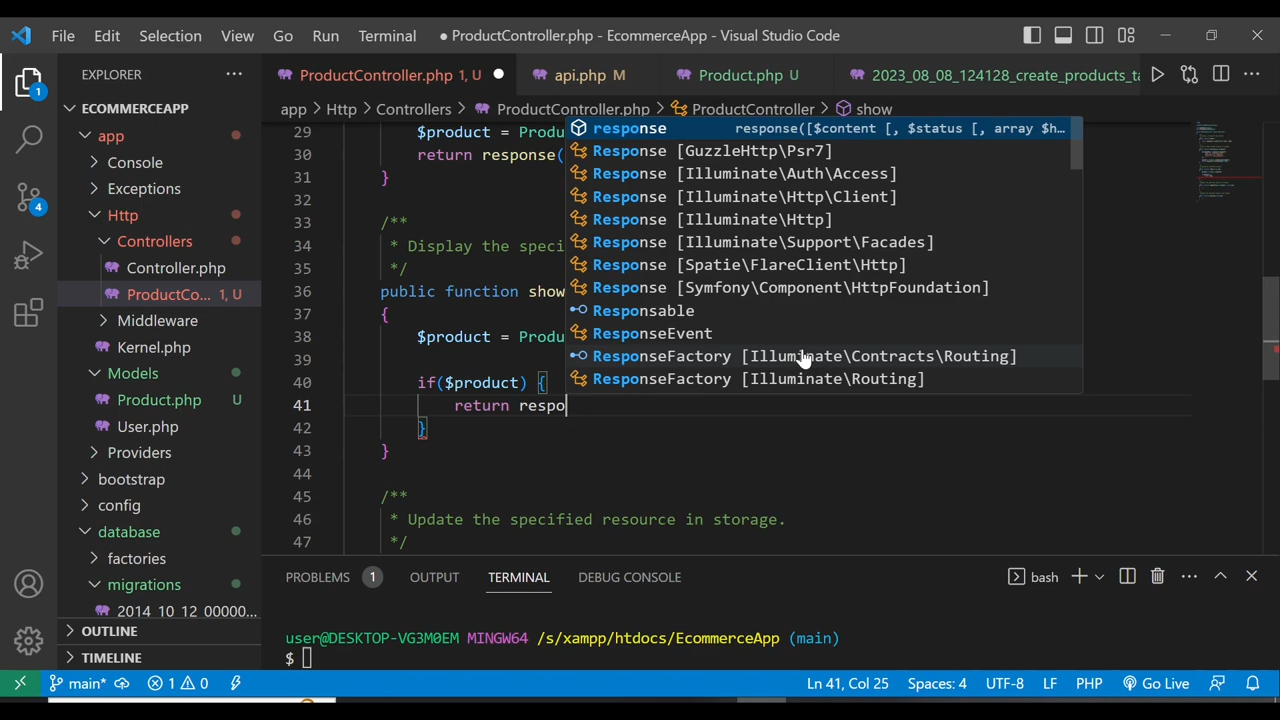 File Edit Selection View Go Run Terminal ● ProductController.php - EcommerceApp - Visual Studio Code
EXPLORER
ProductController.php 1, U ●
api.php M
Product.php U
2023_08_08_124128_create_products_ta
ECOMMERCEAPP
app
Console
Exceptions
Http
Controllers
Controller.php
ProductCo... 1, U
Middleware
Kernel.php
Models
Product.php U
User.php
Providers
bootstrap
config
database
factories
migrations
2014_10_12_00000...
OUTLINE
TIMELINE
1
4
app > Http > Controllers > ProductController.php > ProductController > show
29 $product = Produ
30 return response(
31 }
32
33 /**
34 * Display the speci
35 */
36 public function show
37 {
38 $product = Produ
39
40 if($product) {
41 return respo
42 }
43 }
44
45 /**
46 * Update the specified resource in storage.
47 */
response response([$content [, $status [, array $h...
Response [GuzzleHttp\Psr7]
Response [Illuminate\Auth\Access]
Response [Illuminate\Http\Client]
Response [Illuminate\Http]
Response [Illuminate\Support\Facades]
Response [Spatie\FlareClient\Http]
Response [Symfony\Component\HttpFoundation]
Responsable
ResponseEvent
ResponseFactory [Illuminate\Contracts\Routing]
ResponseFactory [Illuminate\Routing]
PROBLEMS 1 OUTPUT TERMINAL DEBUG CONSOLE
bash
user@DESKTOP-VG3M0EM MINGW64 /s/xampp/htdocs/EcommerceApp (main)
$
main* 1 0 Ln 41, Col 25 Spaces: 4 UTF-8 LF PHP Go Live